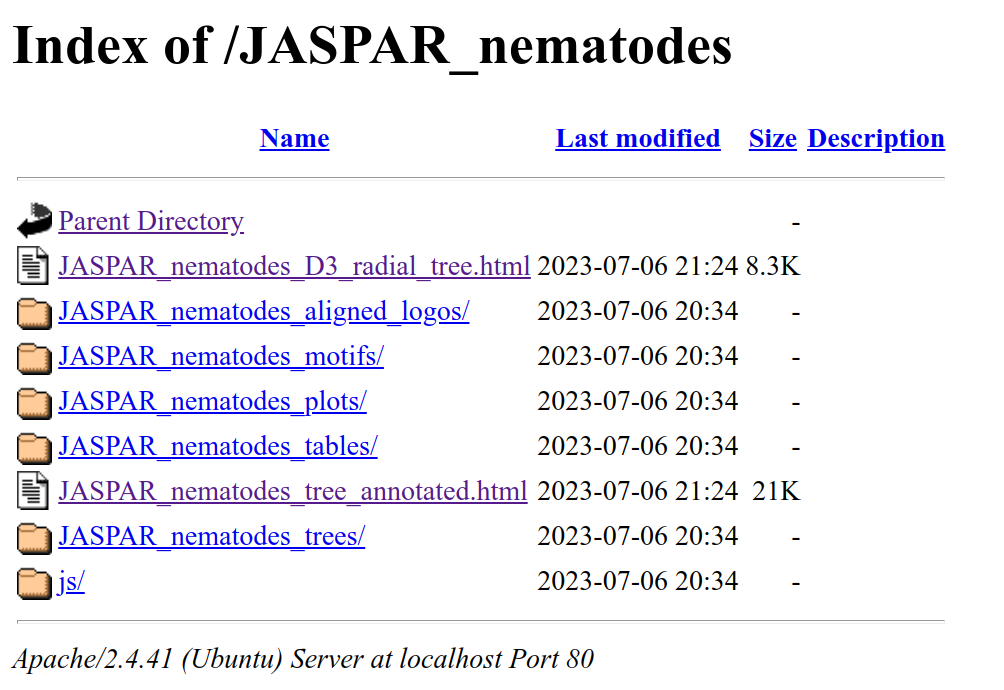 Index of /JASPAR_nematodes
Name Last modified Size Description
Parent Directory -
JASPAR_nematodes_D3_radial_tree.html 2023-07-06 21:24 8.3K
JASPAR_nematodes_aligned_logos/ 2023-07-06 20:34 -
JASPAR_nematodes_motifs/ 2023-07-06 20:34 -
JASPAR_nematodes_plots/ 2023-07-06 20:34 -
JASPAR_nematodes_tables/ 2023-07-06 20:34 -
JASPAR_nematodes_tree_annotated.html 2023-07-06 21:24 21K
JASPAR_nematodes_trees/ 2023-07-06 20:34 -
js/ 2023-07-06 20:34 -
Apache/2.4.41 (Ubuntu) Server at localhost Port 80